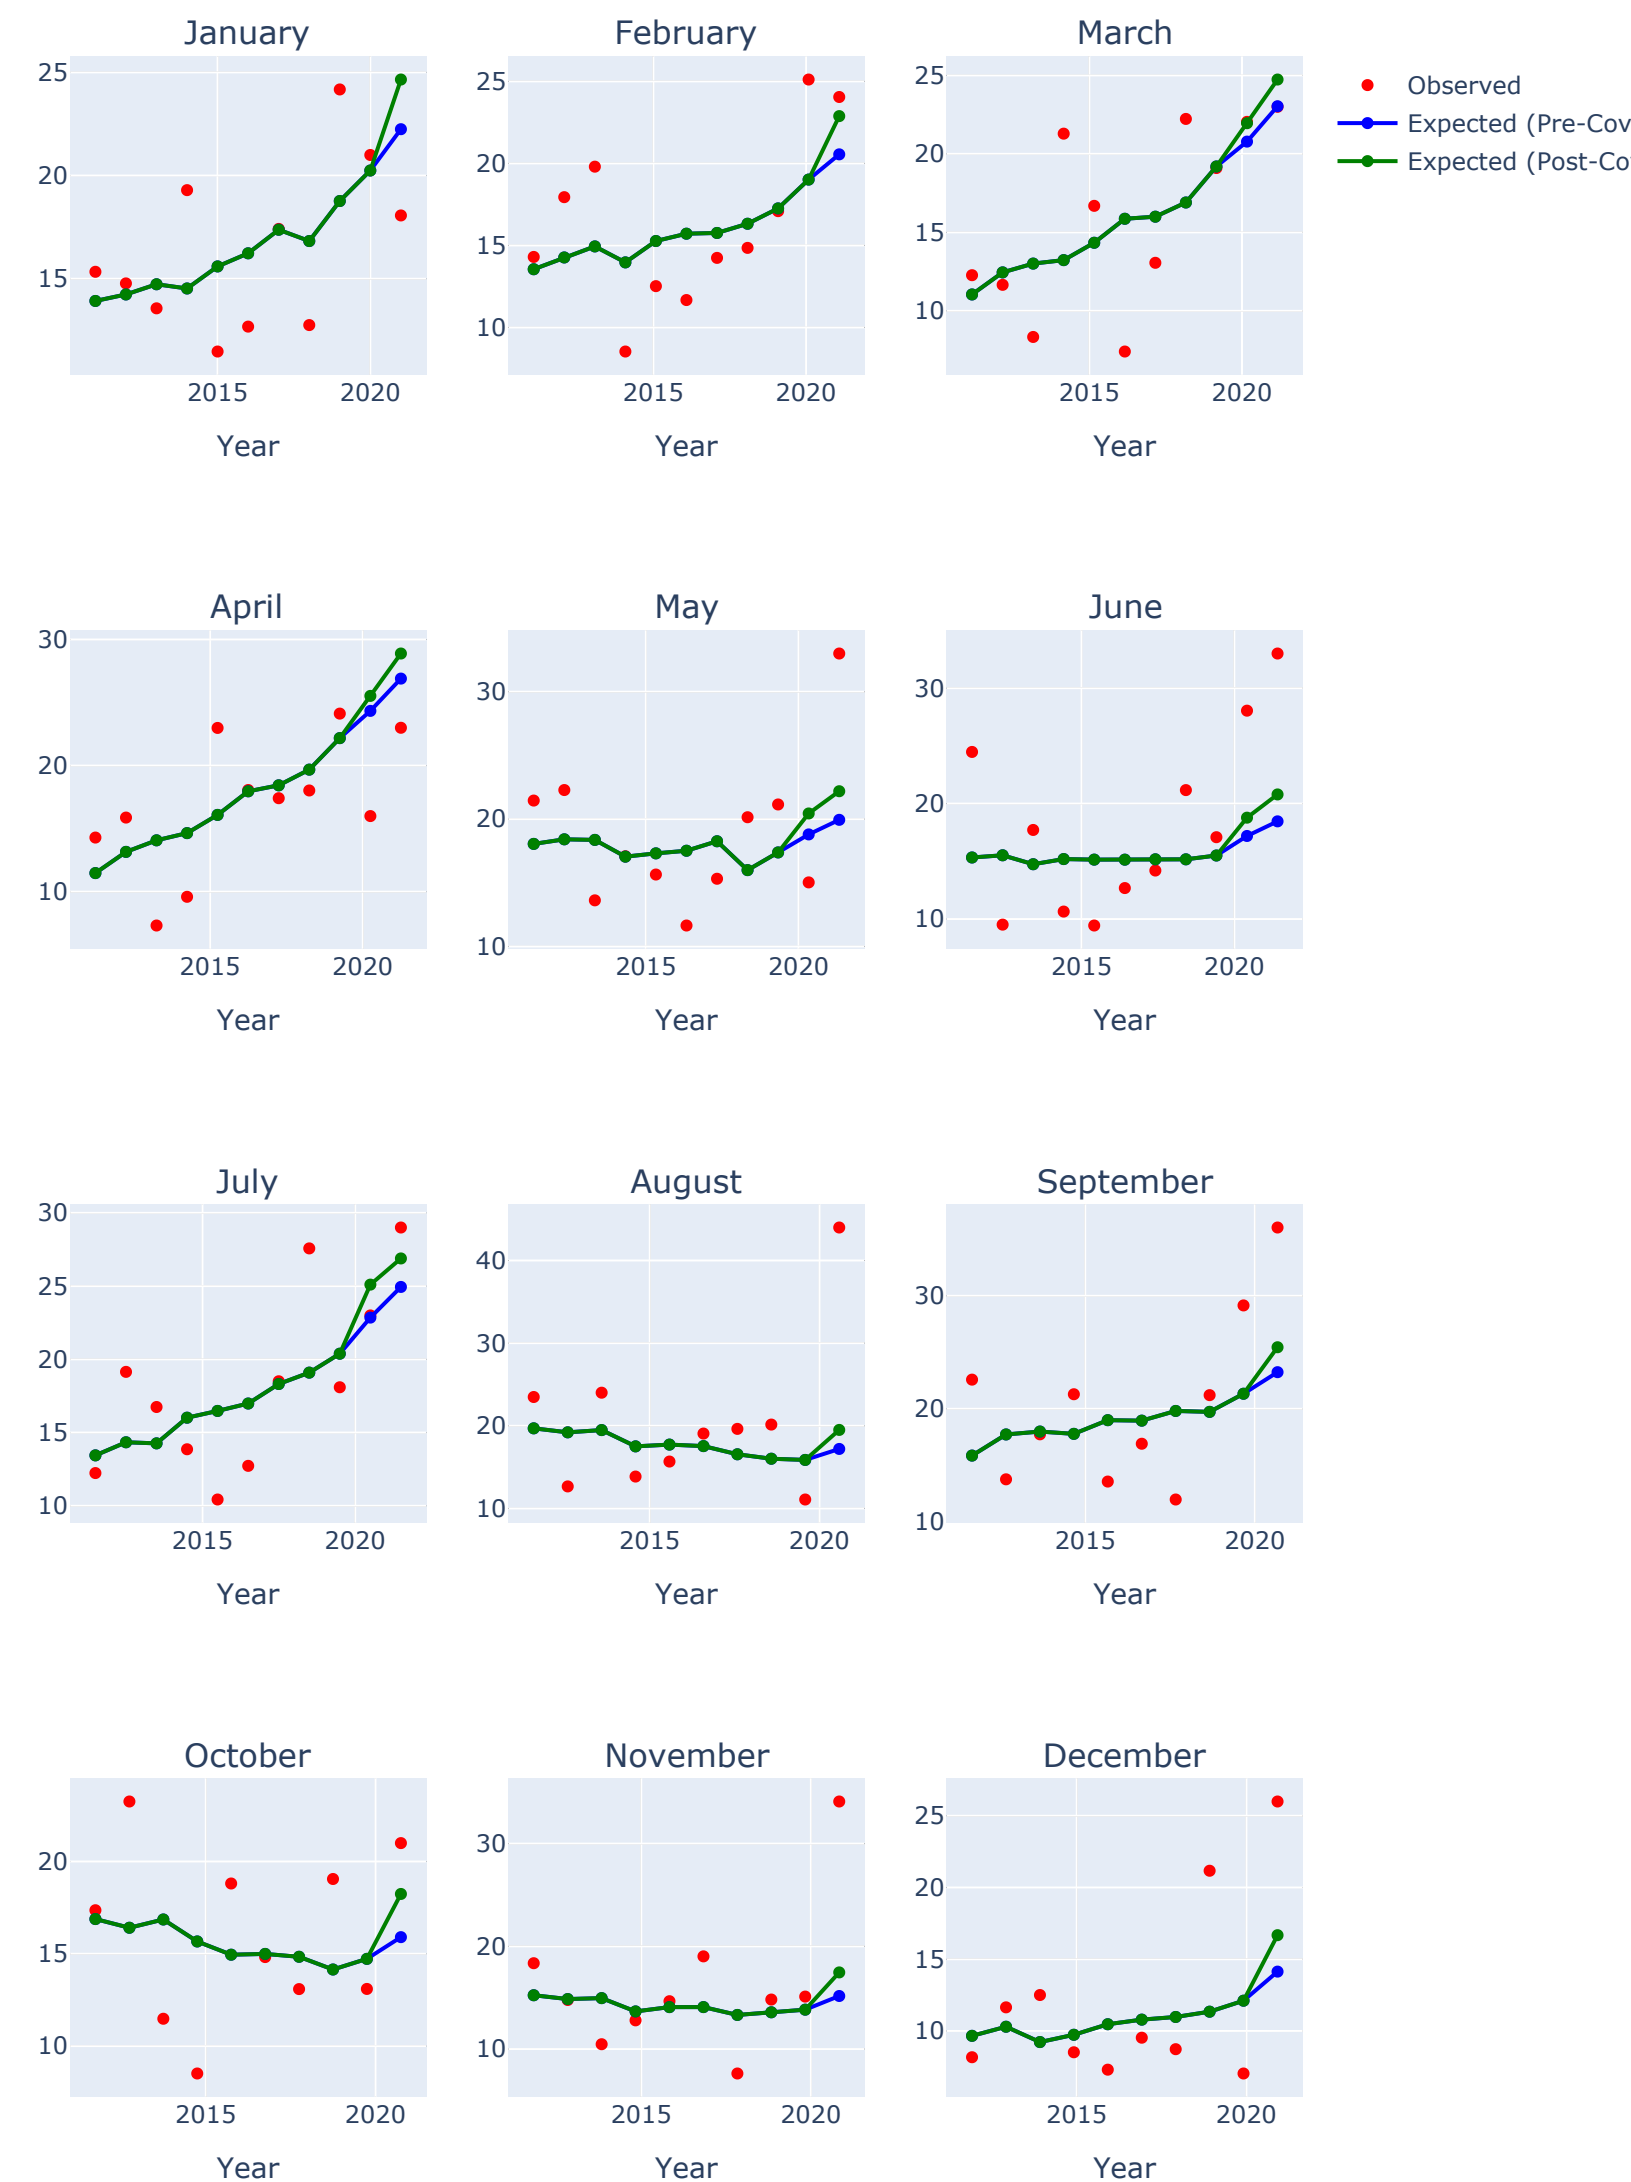 January
February
March
25
20
15
2015
2020
Year
25
20
15
10
2015
2020
Year
25
20
15
10
2015
2020
Year
Observed
Expected (Pre-Cov
Expected (Post-Co
April
May
June
30
20
10
2015
2020
Year
30
20
10
2015
2020
Year
30
20
10
2015
2020
Year
July
August
September
30
25
20
15
10
2015
2020
Year
40
30
20
10
2015
2020
Year
30
20
10
2015
2020
Year
October
November
December
20
15
10
2015
2020
Year
30
20
10
2015
2020
Year
25
20
15
10
2015
2020
Year